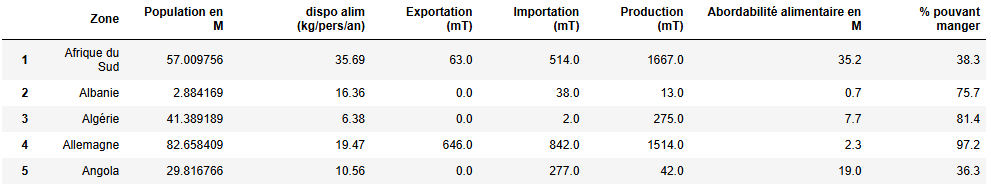 Zone Population en M dispo alim (kg/pers/an) Exportation (mT) Importation (mT) Production (mT) Abordabilité alimentaire en M % pouvant manger
1 Afrique du Sud 57.009756 35.69 63.0 514.0 1667.0 35.2 38.3
2 Albanie 2.884169 16.36 0.0 38.0 13.0 0.7 75.7
3 Algérie 41.389189 6.38 0.0 2.0 275.0 7.7 81.4
4 Allemagne 82.658409 19.47 646.0 842.0 1514.0 2.3 97.2
5 Angola 29.816766 10.56 0.0 277.0 42.0 19.0 36.3